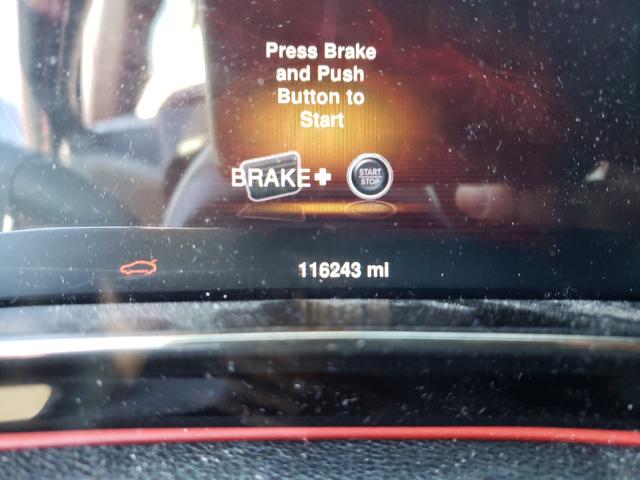 Press Brake
and Push
Button to
Start
BRAKE+
START
STOP
116243 mi